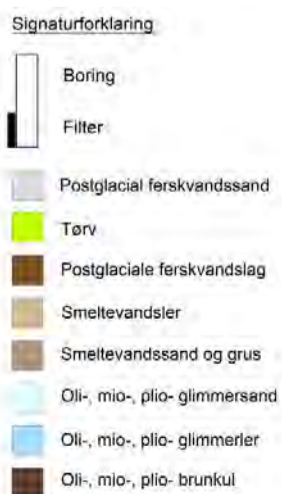 Signaturforklaring
Boring
Filter
Postglacial ferskvandssand
Tørv
Postglaciale ferskvandslag
Smeltevandsler
Smeltevandssand og grus
Oli-, mio-, plio- glimmersand
Oli-, mio-, plio- glimmerler
Oli-, mio-, plio- brunkul